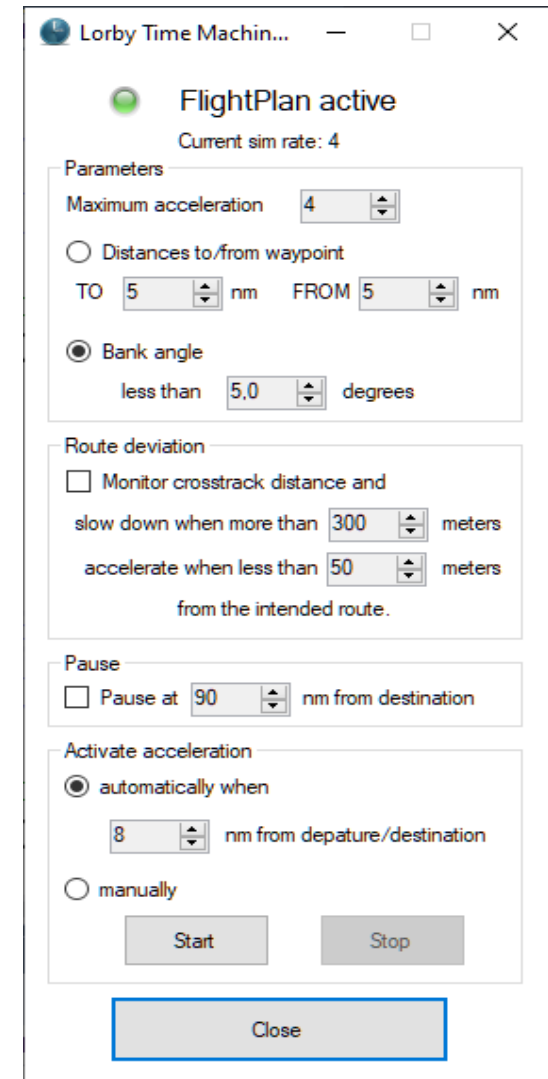 Lorby Time Machin...
FlightPlan active
Current sim rate: 4
Parameters
Maximum acceleration 4
Distances to/from waypoint
TO 5 nm FROM 5 nm
Bank angle
less than 5,0 degrees
Route deviation
Monitor crosstrack distance and
slow down when more than 300 meters
accelerate when less than 50 meters
from the intended route.
Pause
Pause at 90 nm from destination
Activate acceleration
automatically when
8 nm from depature/destination
manually
Start Stop
Close